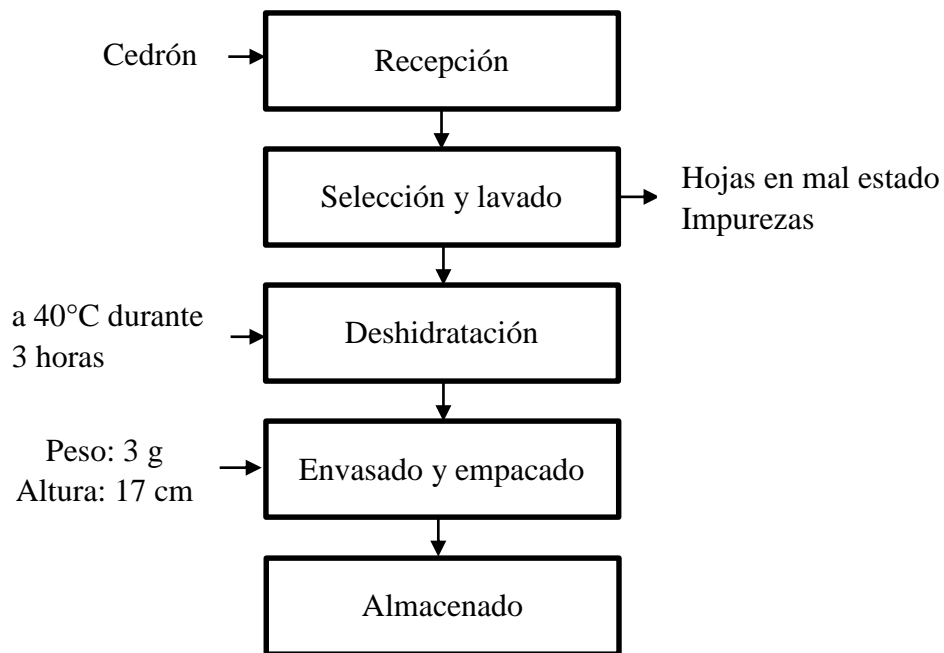 Cedrón
Recepción
Selección y lavado
Hojas en mal estado
Impurezas
a 40°C durante
3 horas
Deshidratación
Peso: 3 g
Altura: 17 cm
Envasado y empacado
Almacenado